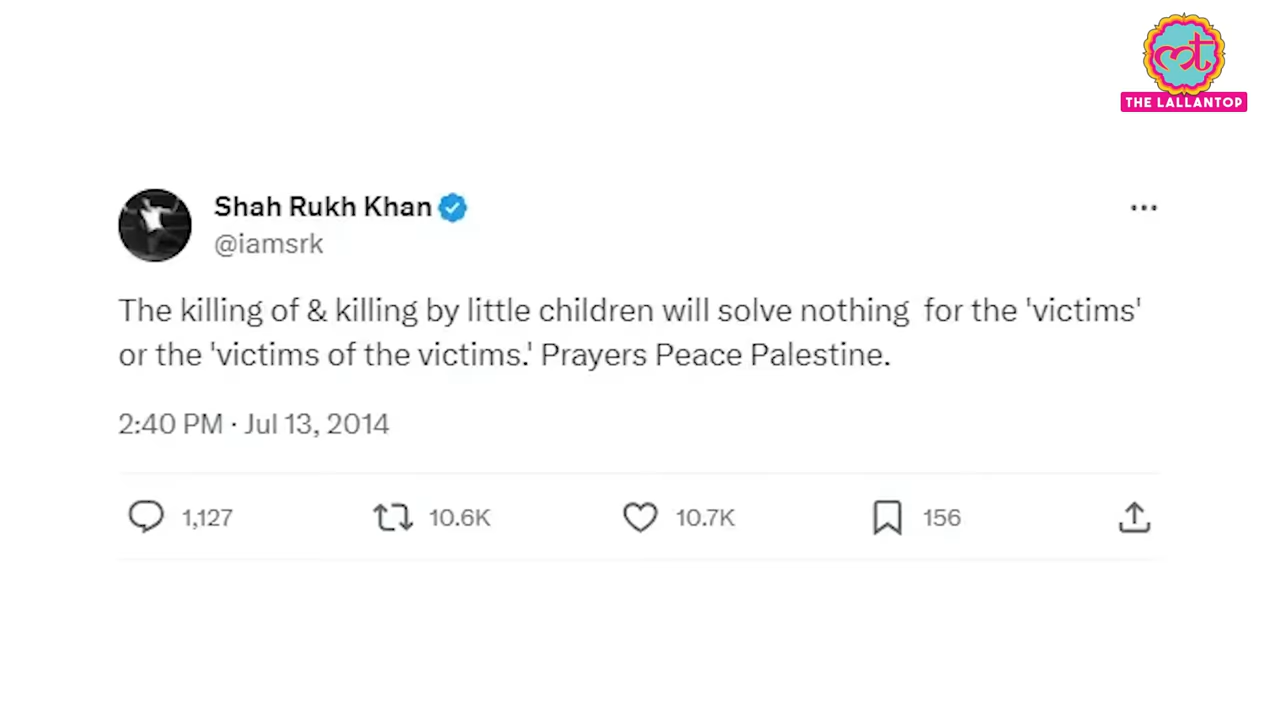 mt
THE LALLANTOP
Shah Rukh Khan
@iamsrk
The killing of & killing by little children will solve nothing  for the 'victims'
or the 'victims of the victims.' Prayers Peace Palestine.
2:40 PM · Jul 13, 2014
1,127 10.6K 10.7K 156